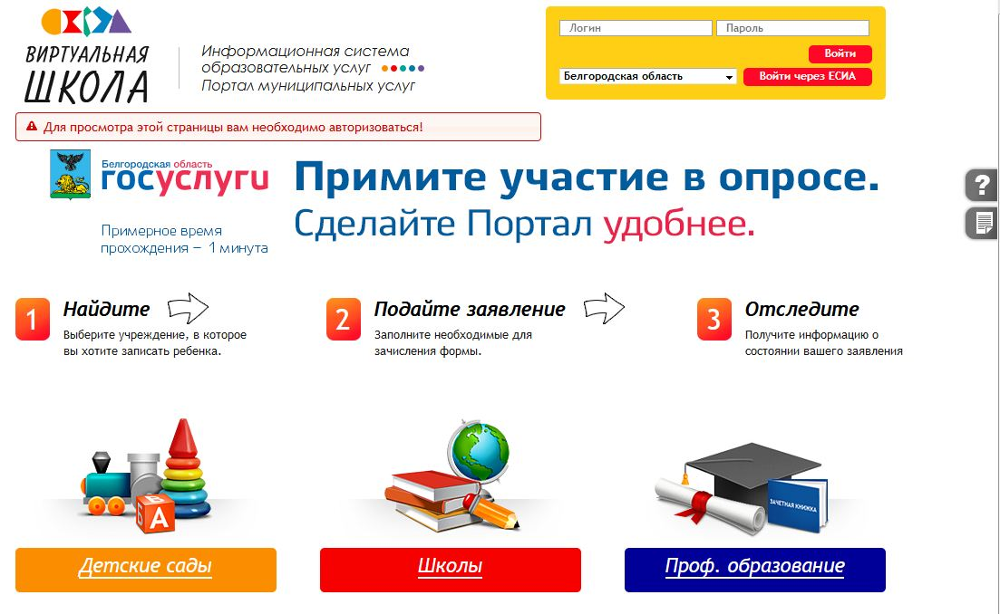 ВИРТУАЛЬНАЯ
ШКОЛА
Информационная система
образовательных услуг
Портал муниципальных услуг
Логин
Пароль
Войти
Белгородская область
Войти через ЕСИА
Для просмотра этой страницы вам необходимо авторизоваться!
Белгородская область
госуслуги
Примите участие в опросе.
Сделайте Портал удобнее.
Примерное время
прохождения – 1 минута
?
1
Найдите
Выберите учреждение, в которое
вы хотите записать ребенка.
2
Подайте заявление
Заполните необходимые для
зачисления формы.
3
Отследите
Получите информацию о
состоянии вашего заявления
А
Б
В
ЗАЧЕТНАЯ КНИЖКА
Детские сады
Школы
Проф. образование